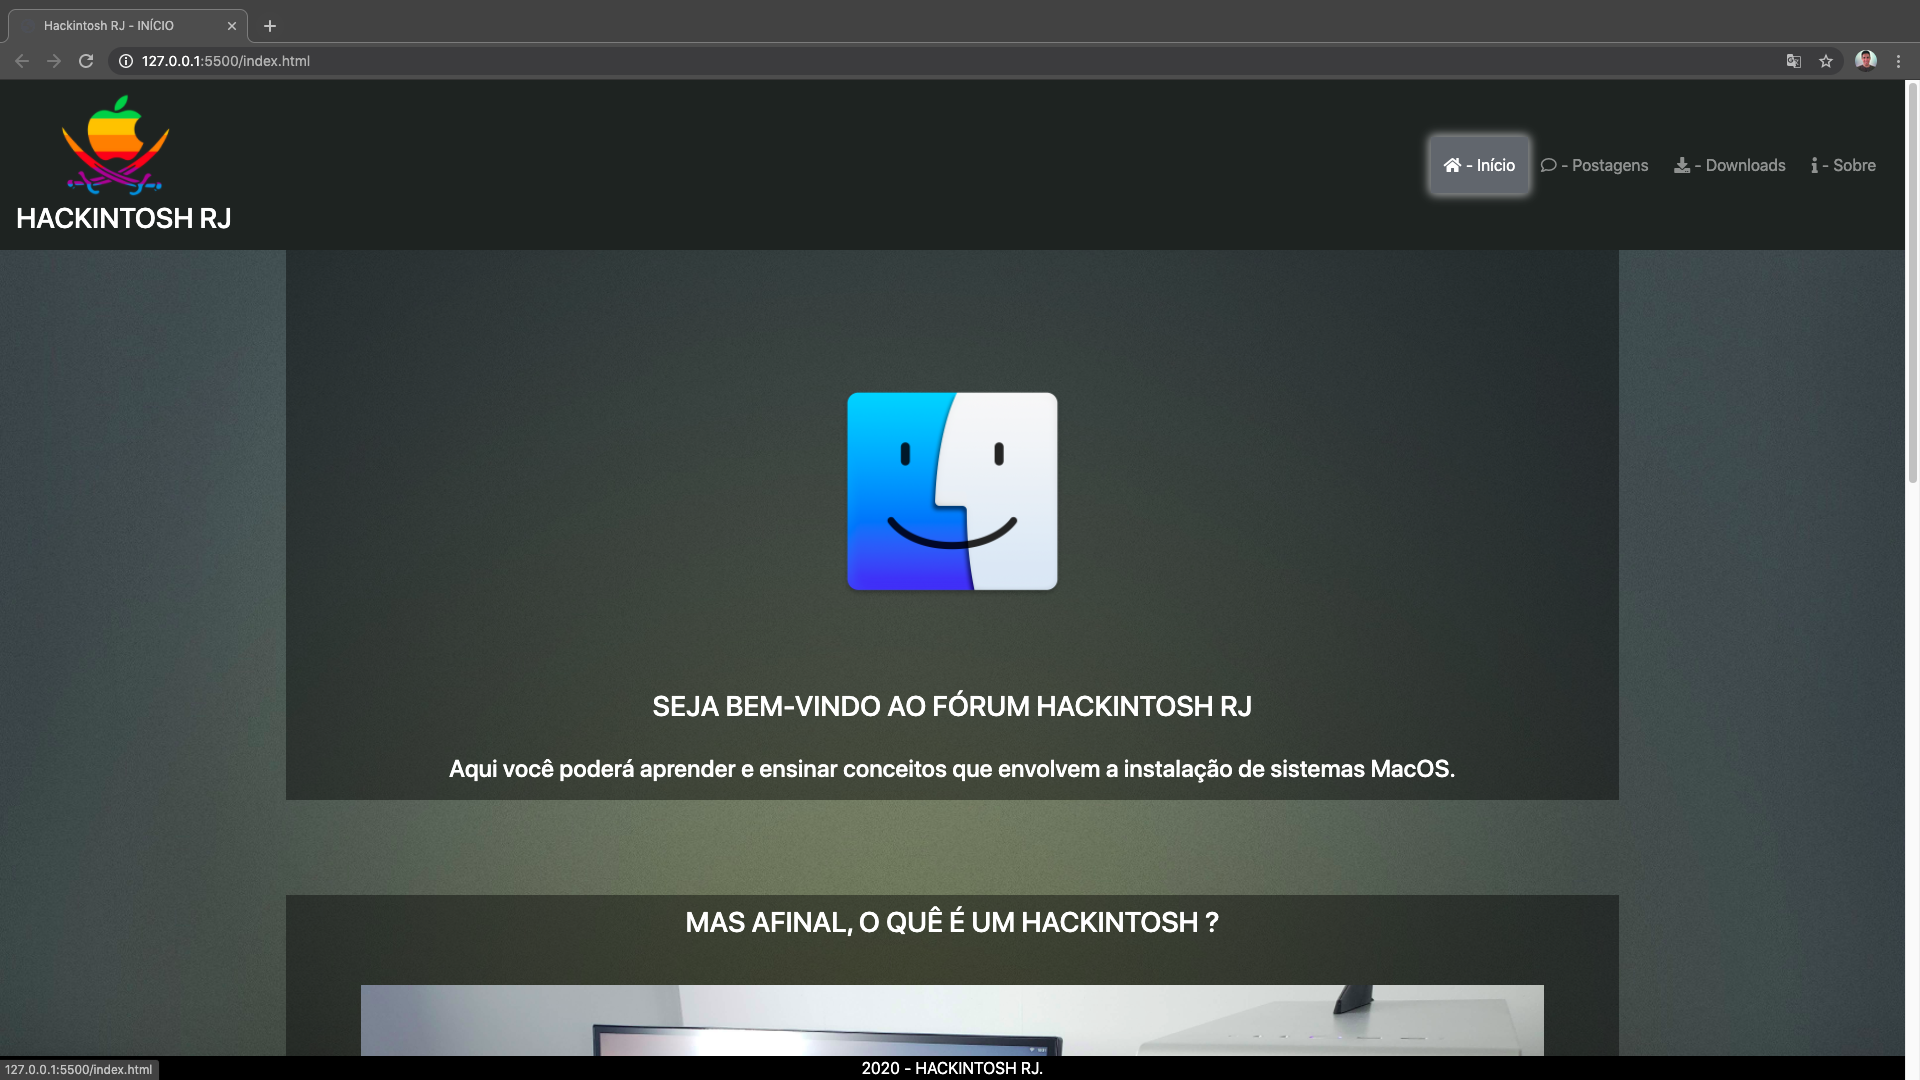 Hackintosh RJ - INÍCIO
127.0.0.1:5500/index.html
HACKINTOSH RJ
- Início
- Postagens
- Downloads
- Sobre
SEJA BEM-VINDO AO FÓRUM HACKINTOSH RJ
Aqui você poderá aprender e ensinar conceitos que envolvem a instalação de sistemas MacOS.
MAS AFINAL, O QUÊ É UM HACKINTOSH ?
127.0.0.1:5500/index.html
2020 - HACKINTOSH RJ.